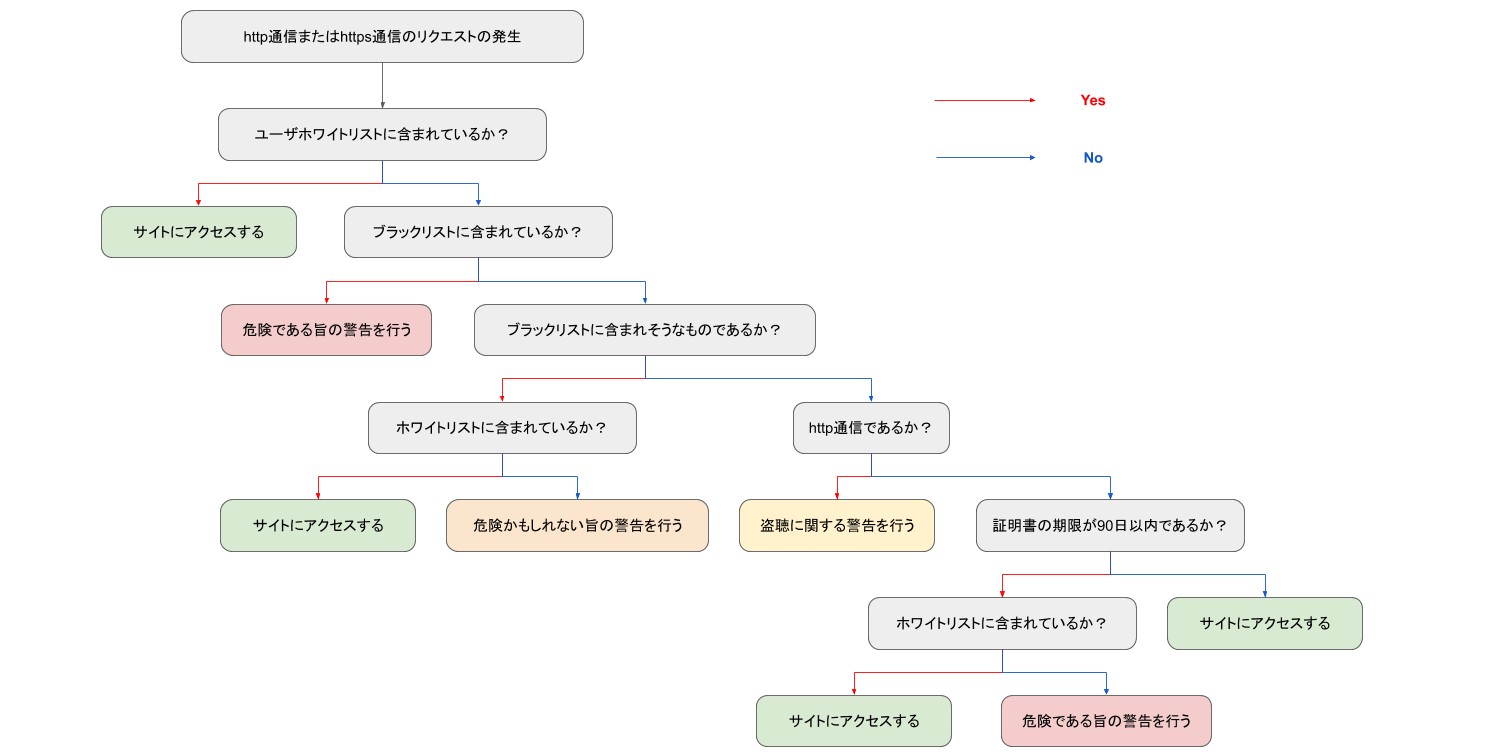 http通信またはhttps通信のリクエストの発生
Yes
ユーザホワイトリストに含まれているか？
No
サイトにアクセスする
ブラックリストに含まれているか？
危険である旨の警告を行う
ブラックリストに含まれそうなものであるか？
ホワイトリストに含まれているか？
http通信であるか？
サイトにアクセスする
危険かもしれない旨の警告を行う
盗聴に関する警告を行う
証明書の期限が90日以内であるか？
ホワイトリストに含まれているか？
サイトにアクセスする
サイトにアクセスする
危険である旨の警告を行う